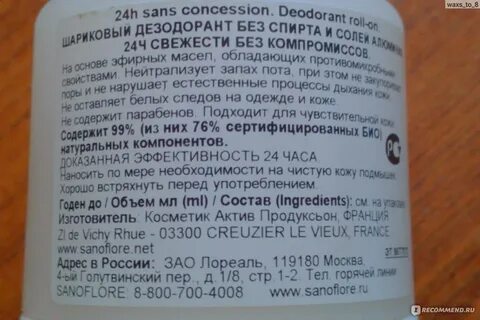 waxs_to_8
24h sans concession. Deodorant roll-on.
ШАРИКОВЫЙ ДЕЗОДОРАНТ БЕЗ СПИРТА И СОЛЕЙ
24Ч СВЕЖЕСТИ БЕЗ КОМПРОМИССОВ.
На основе эфирных масел, обладающих противомикробными
свойствами. Нейтрализует запах пота, при этом не закупоривает
поры и не нарушает естественные процессы дыхания кожи
Не оставляет белых следов на одежде и коже.
Не содержит парабенов. Подходит для чувствительной кожи.
Содержит 99% (из них 76% сертифицированных БИО)
натуральных компонентов.
ДОКАЗАННАЯ ЭФФЕКТИВНОСТЬ 24 ЧАСА.
Наносить по мере необходимости на чистую кожу подмышек.
Хорошо встряхнуть перед употреблением.
Годен до / Объем мл (ml) / Состав (Ingredients): см. на упаковке
Изготовитель: Косметик Актив Продуксьон, ФРАНЦИЯ
ZI de Vichy Rhue - 03300 CREUZIER LE VIEUX, FRANCE
www.sanoflore.net
Адрес в России: ЗАО Лореаль, 119180 Москва,
4-ый Голутвинский пер., д.1/8, стр.1-2. Тел. горячей линии
SANOFLORE: 8-800-700-4008 www.sanoflore.ru
IRECOMMEND.RU